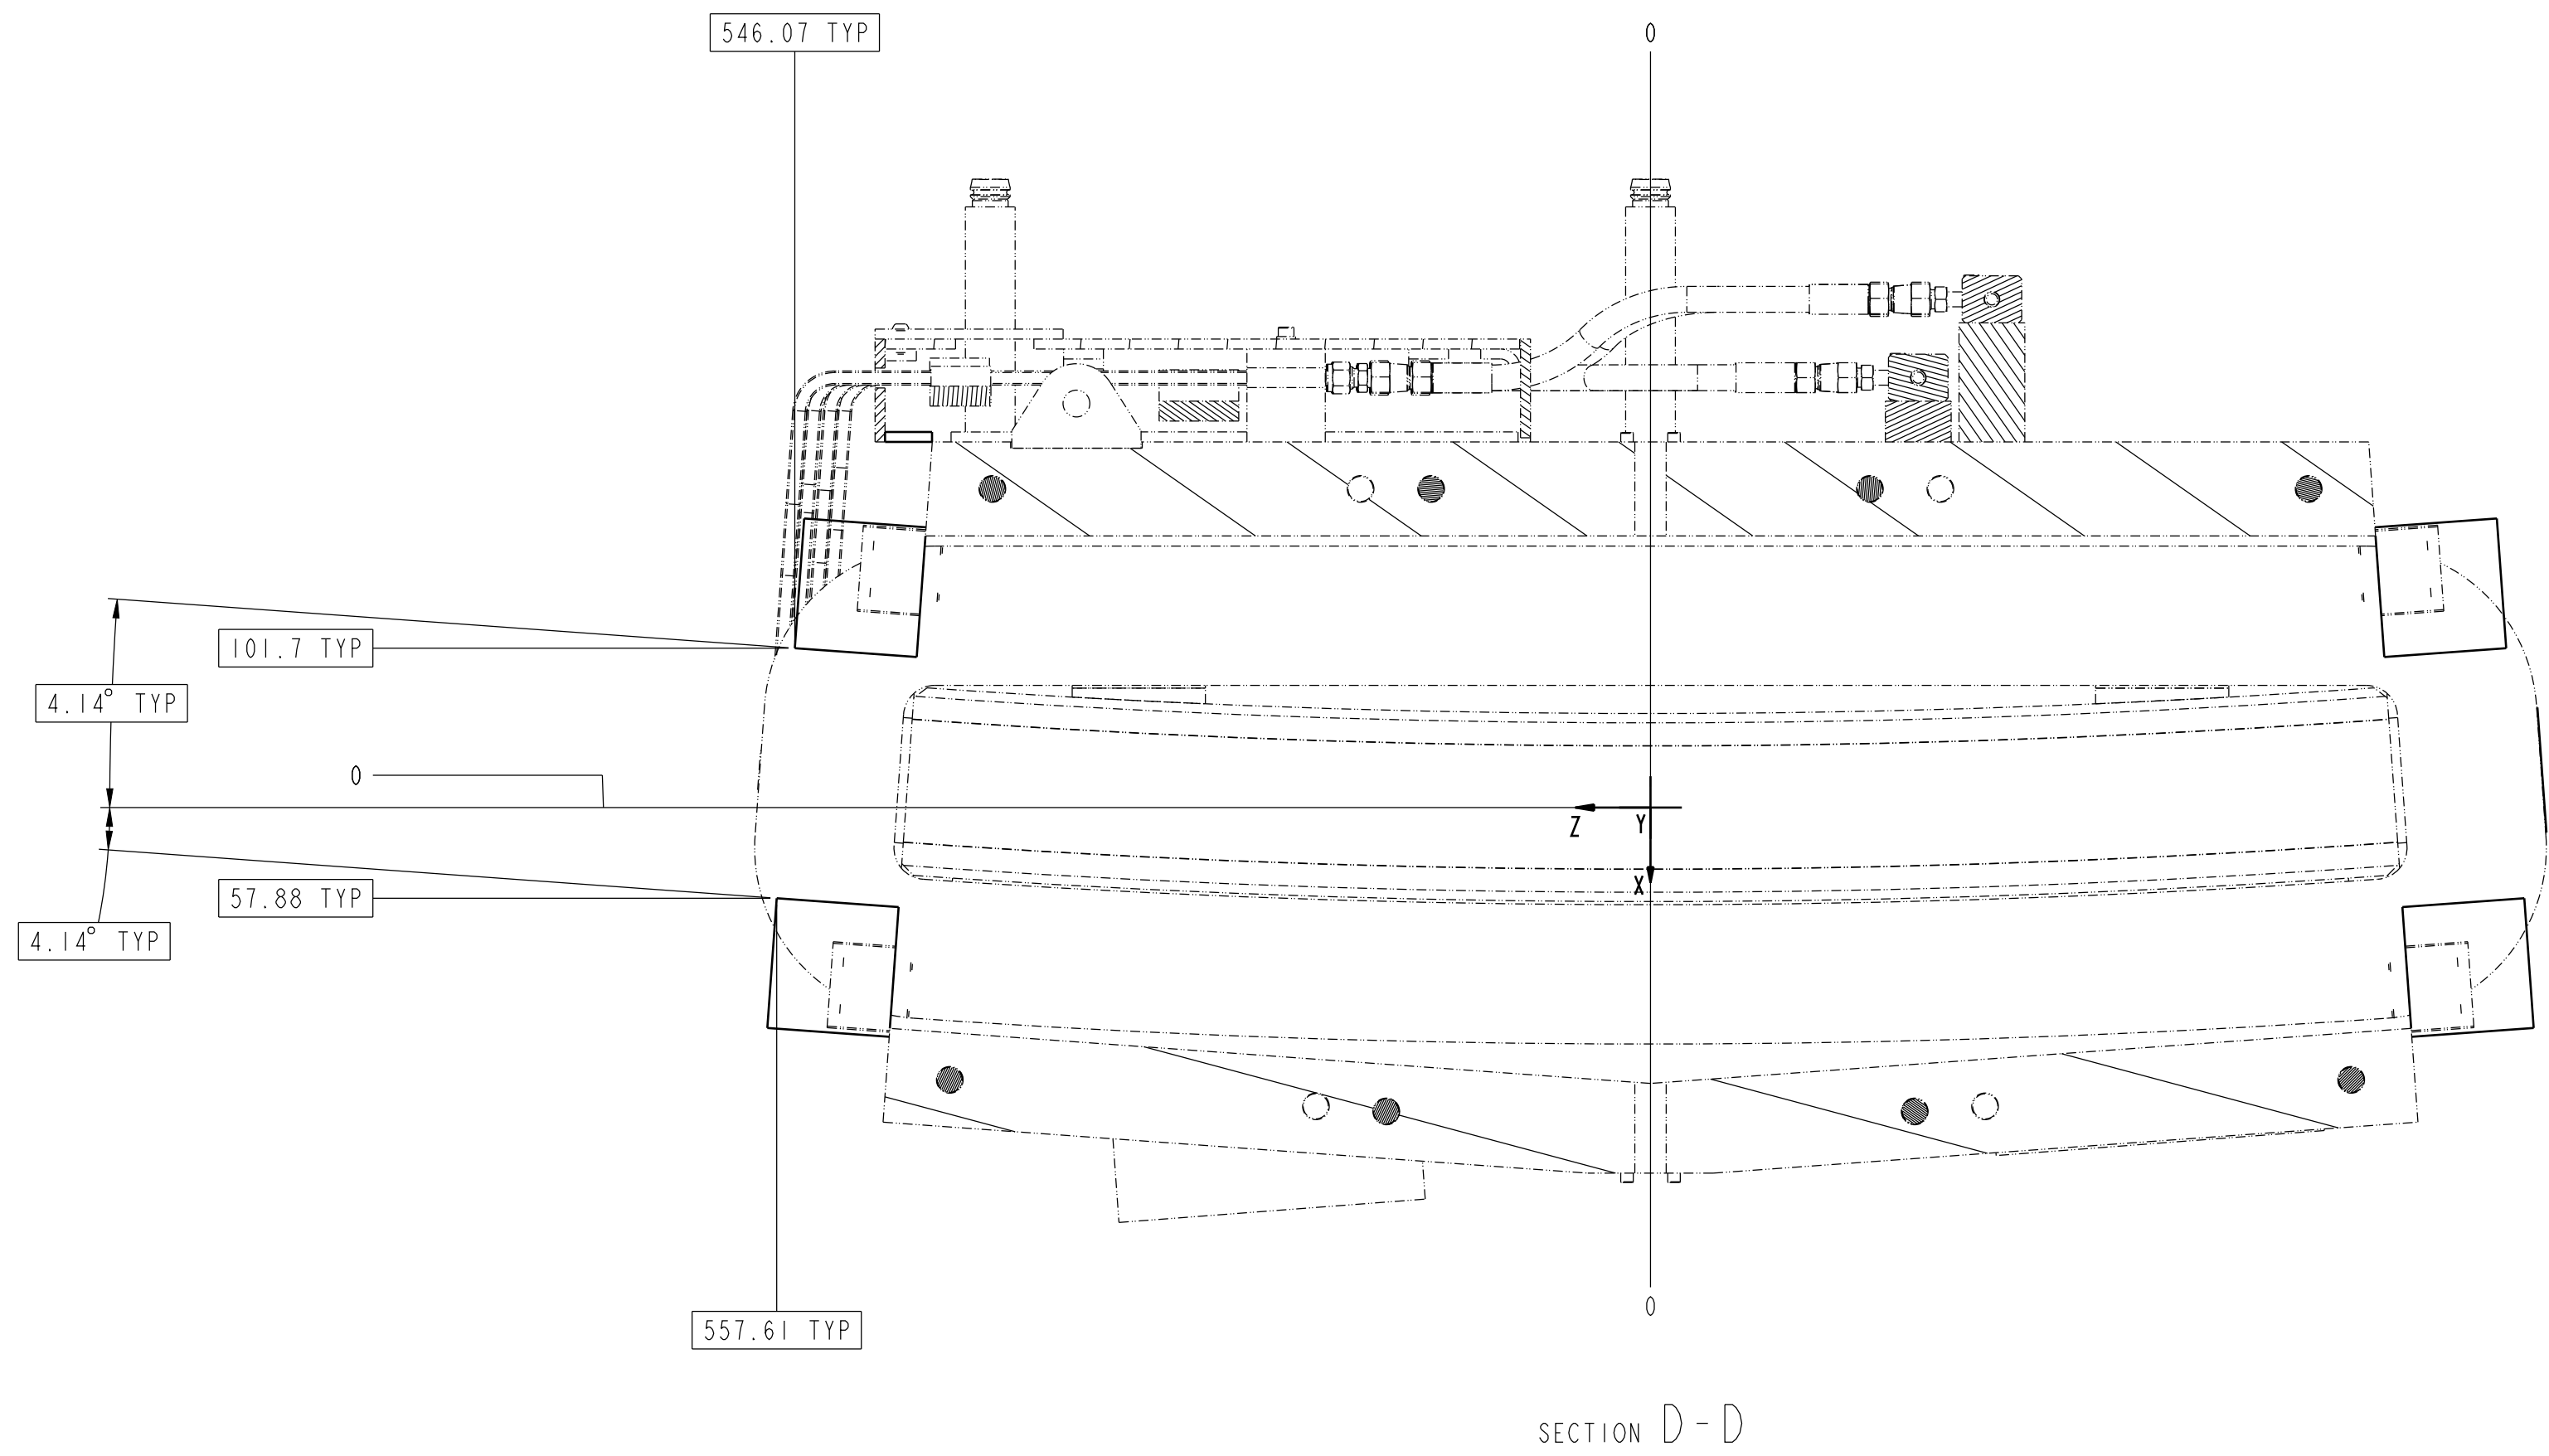 546.07 TYP
0
101.7 TYP
4.14° TYP
0
Z
Y
X
57.88 TYP
4.14° TYP
0
557.61 TYP
SECTION D-D